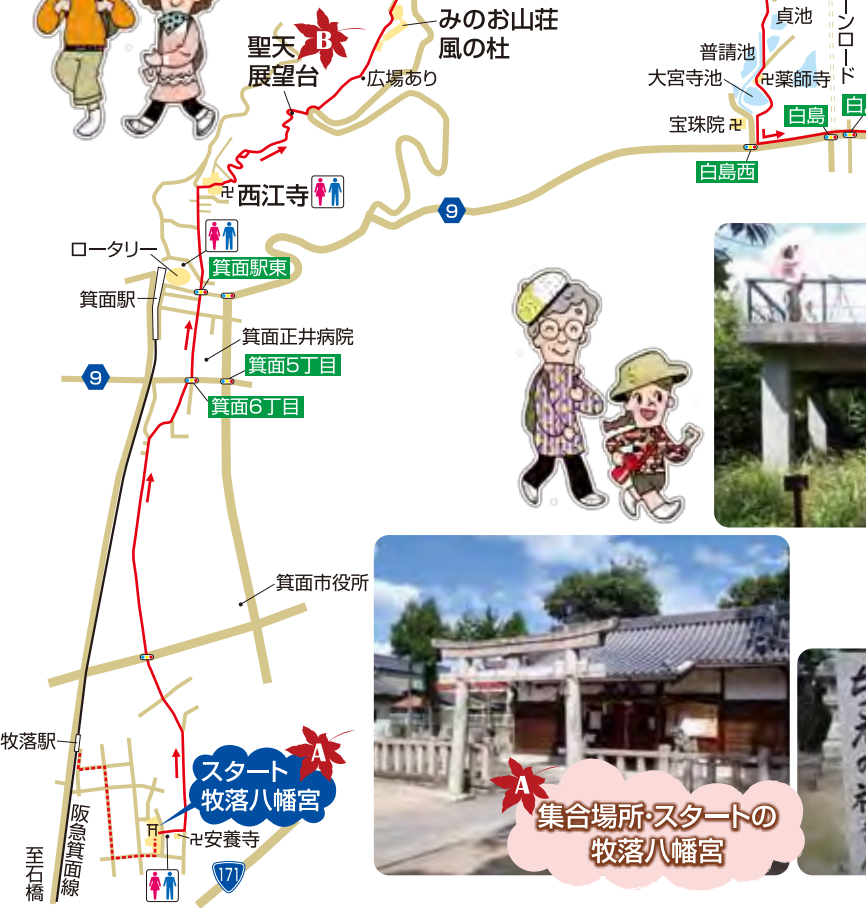 みのお山荘
風の杜
B
聖天
展望台
広場あり
貞池
ーンロード
普請池
大宮寺池
卍薬師寺
宝珠院卍
白島
白島西
卍西江寺
9
ロータリー
箕面駅東
箕面駅
箕面正井病院
9
箕面5丁目
箕面6丁目
箕面市役所
牧落駅
A
スタート
牧落八幡宮
卍安養寺
阪急箕面線
至石橋
171
A
集合場所・スタートの
牧落八幡宮